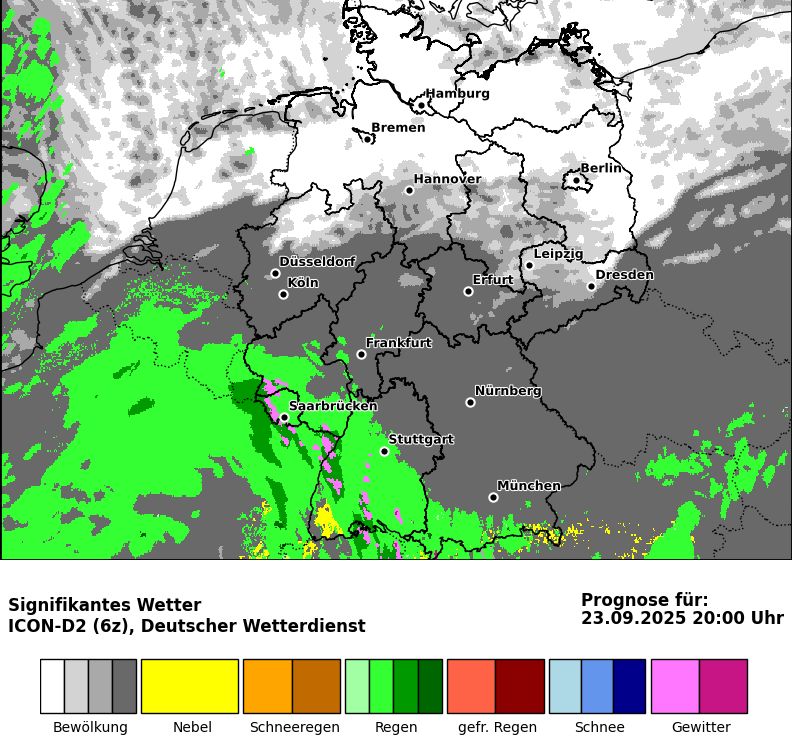 Hamburg
Bremen
Berlin
Hannover
Leipzig
Düsseldorf
Dresden
Köln
Erfurt
Frankfurt
Nürnberg
Saarbrücken
Stuttgart
München
Signifikantes Wetter
ICON-D2 (6z), Deutscher Wetterdienst
Prognose für:
23.09.2025 20:00 Uhr
Bewölkung
Nebel
Schneeregen
Regen
gefr. Regen
Schnee
Gewitter